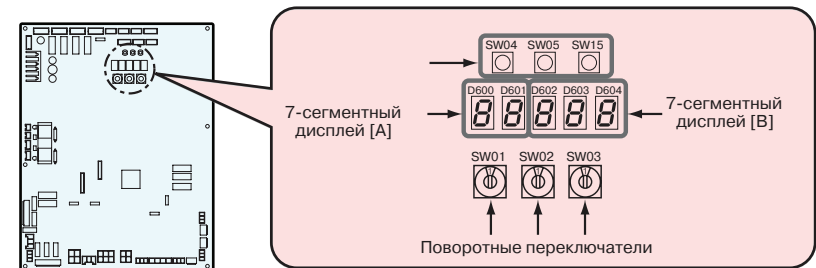 SW04 SW05 SW15
D600 D601 D602 D603 D604
7-сегментный
дисплей [A]
7-сегментный
дисплей [B]
SW01 SW02 SW03
Поворотные переключатели